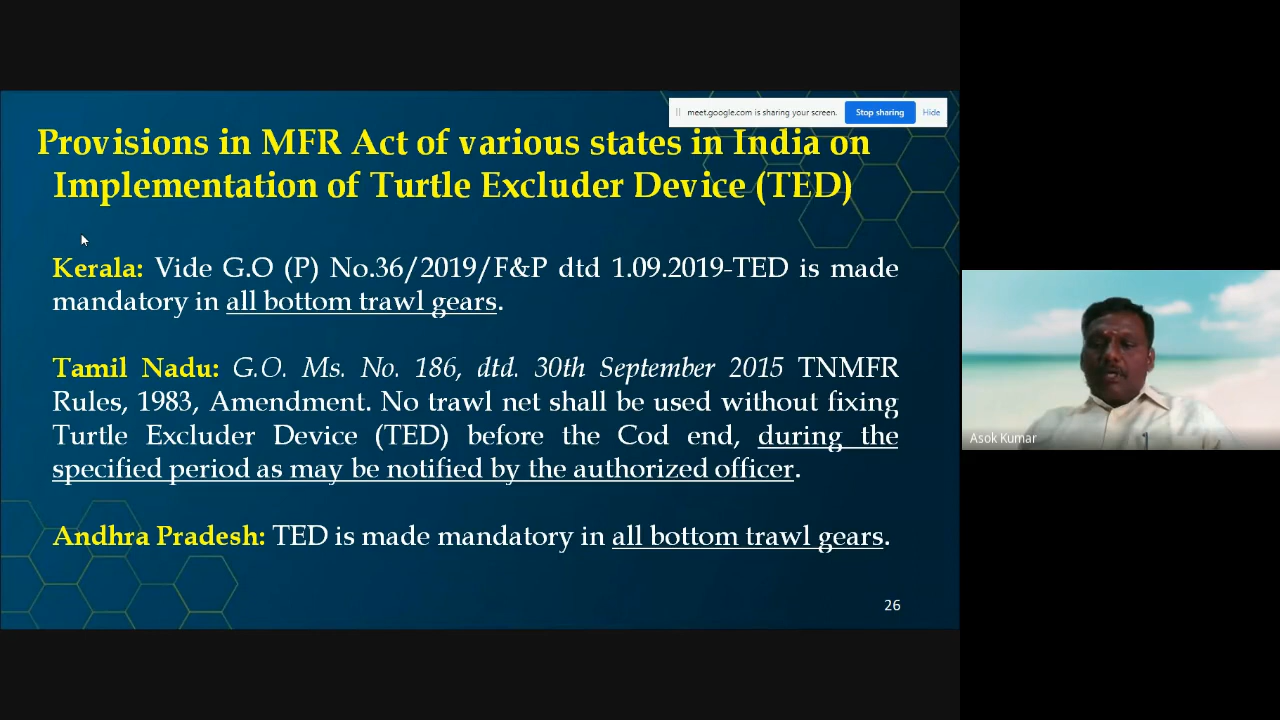 meet.google.com is sharing your screen. Stop sharing Hide
Provisions in MFR Act of various states in India on
Implementation of Turtle Excluder Device (TED)
Kerala: Vide G.O (P) No.36/2019/F&P dtd 1.09.2019-TED is made
mandatory in all bottom trawl gears.
Tamil Nadu: G.O. Ms. No. 186, dtd. 30th September 2015 TNMFR
Rules, 1983, Amendment. No trawl net shall be used without fixing
Turtle Excluder Device (TED) before the Cod end, during the
specified period as may be notified by the authorized officer.
Andhra Pradesh: TED is made mandatory in all bottom trawl gears.
26
Asok Kumar